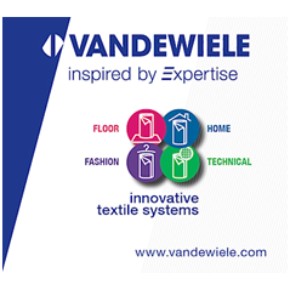 VANDEWIELE
inspired by Expertise
FLOOR HOME
FASHION TECHNICAL
innovative
textile systems
www.vandewiele.com